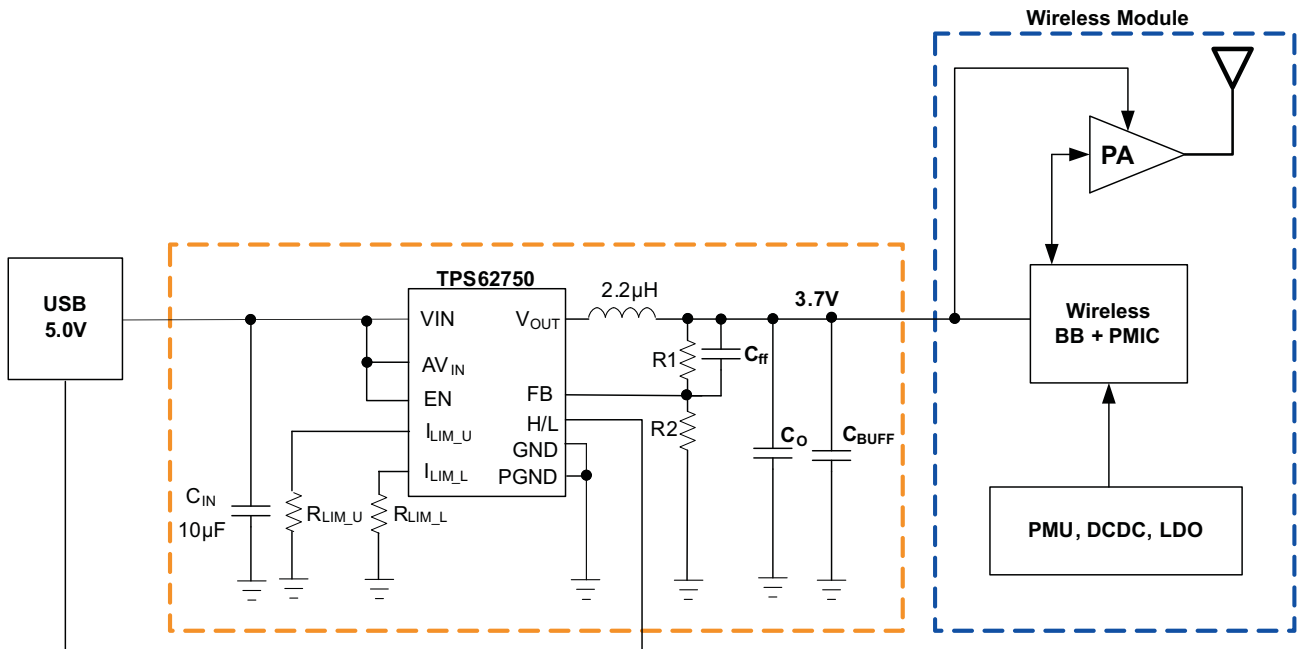 Wireless Module
PA
TPS62750
USB
5.0V
VIN
AVIN
EN
ILIM_U
ILIM_L
VOUT
FB
H/L
GND
PGND
2.2µH
3.7V
R1
Cff
R2
CO
CBUFF
CIN
10µF
RLIM_U
RLIM_L
Wireless
BB + PMIC
PMU, DCDC, LDO